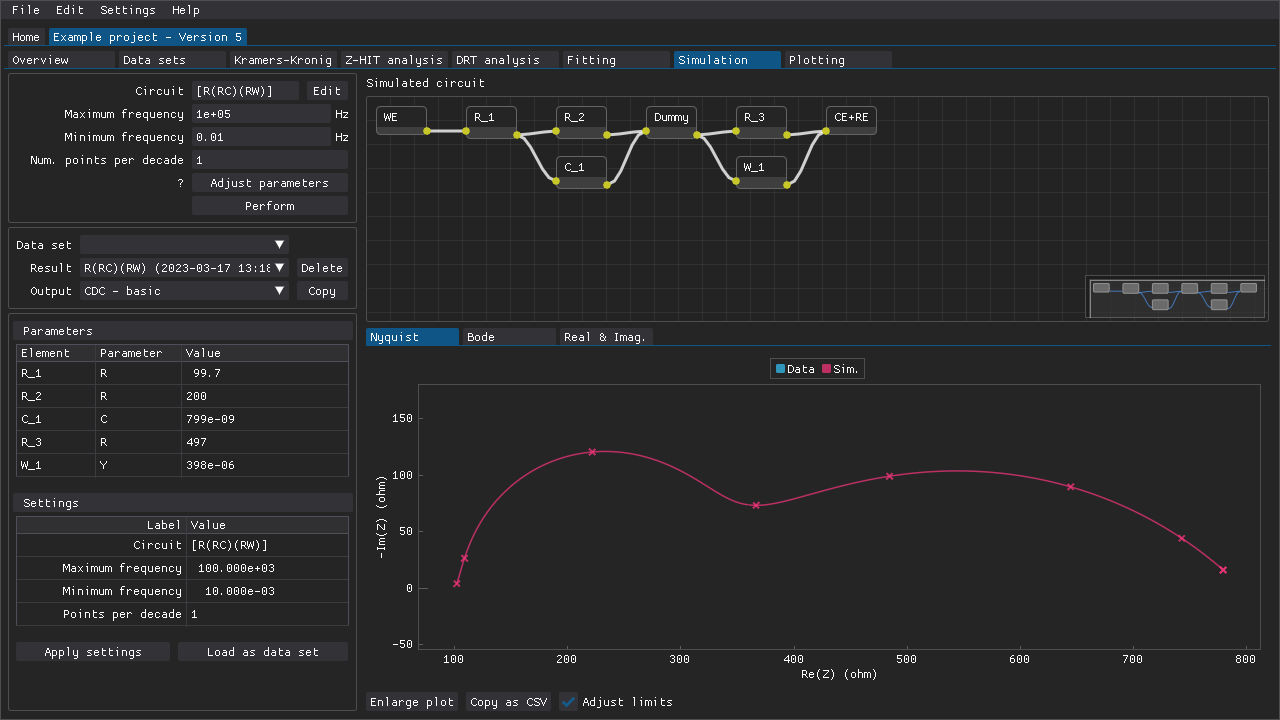 File Edit Settings Help
Home Example project - Version 5
Overview Data sets Kramers-Kronig Z-HIT analysis DRT analysis Fitting Simulation Plotting
Circuit [R(RC)(RW)] Edit
Maximum frequency 1e+05 Hz
Minimum frequency 0.01 Hz
Num. points per decade 1
? Adjust parameters
Perform
Data set
Result R(RC)(RW) (2023-03-17 13:18 Delete
Output CDC - basic Copy
Parameters
Element Parameter Value
R_1 R 99.7
R_2 R 200
C_1 C 799e-09
R_3 R 497
W_1 Y 398e-06
Settings
Label Value
Circuit [R(RC)(RW)]
Maximum frequency 100.000e+03
Minimum frequency 10.000e-03
Points per decade 1
Apply settings Load as data set
Simulated circuit
WE R_1 R_2 Dummy R_3 CE+RE
C_1 W_1
Nyquist Bode Real & Imag.
Data Sim.
150
100
50
0
-50
-Im(Z) (ohm)
100 200 300 400 500 600 700 800
Re(Z) (ohm)
Enlarge plot Copy as CSV Adjust limits